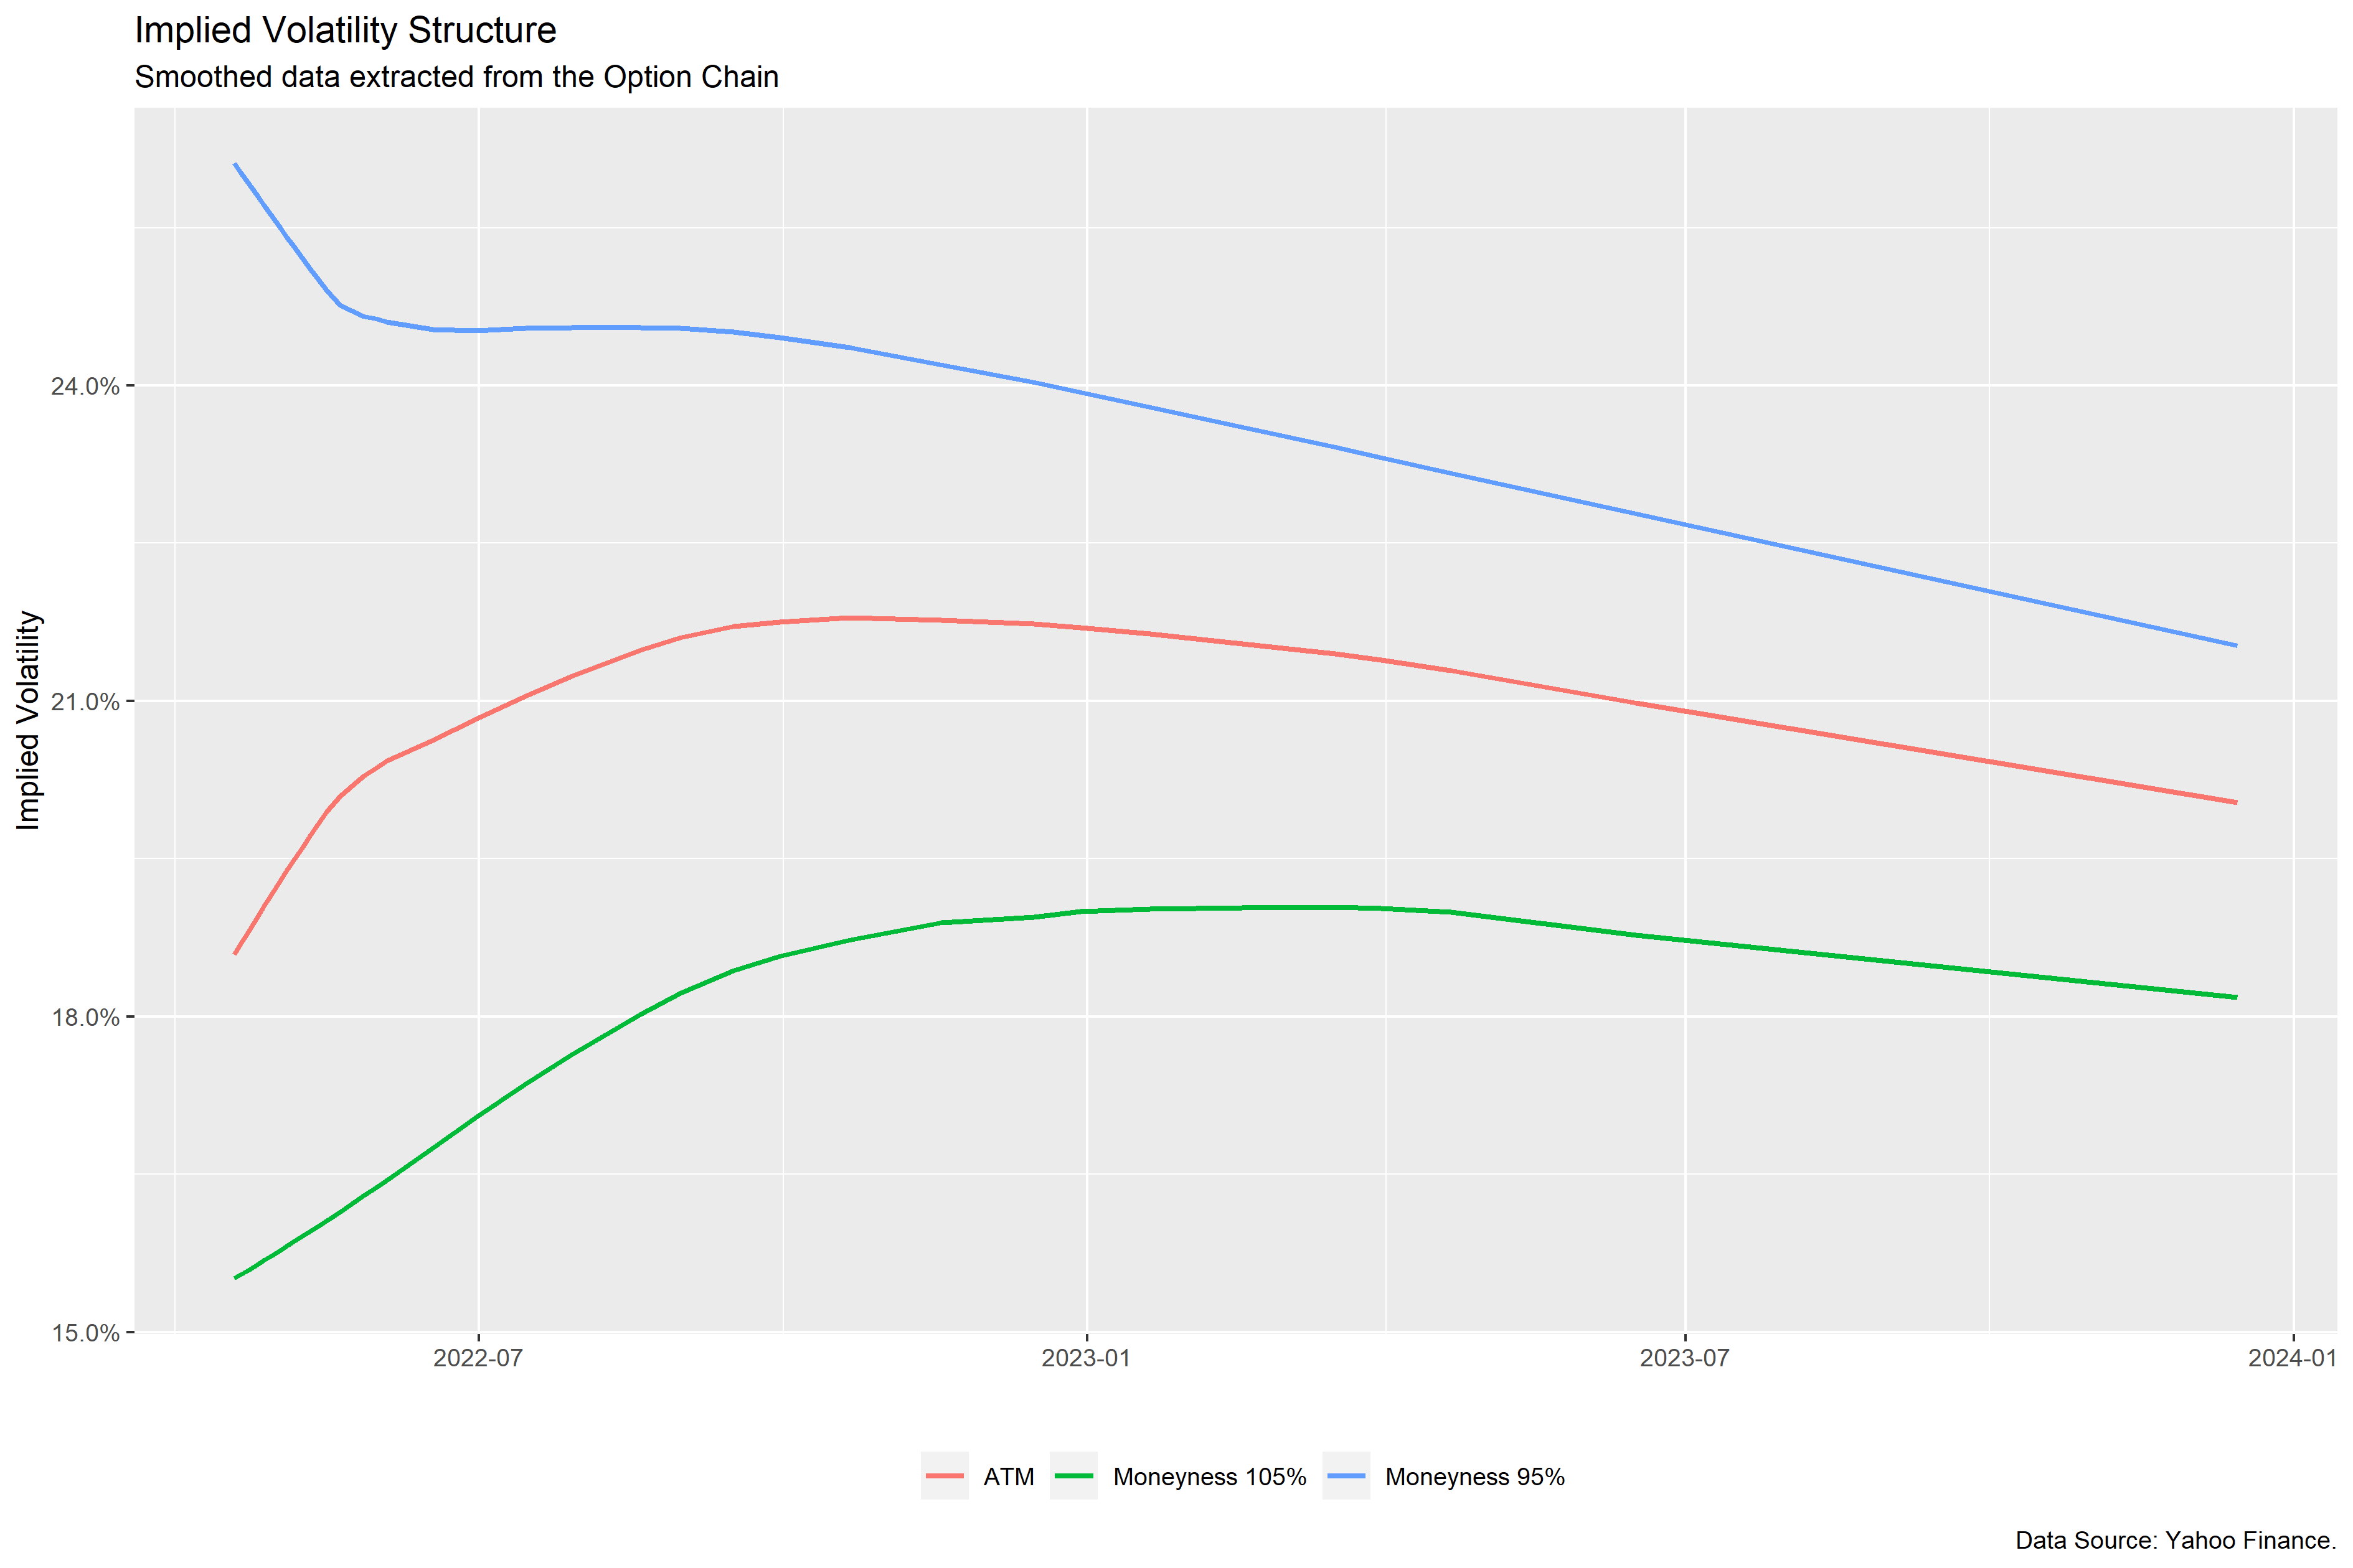 Implied Volatility Structure
Smoothed data extracted from the Option Chain
Implied Volatility
24.0%
21.0%
18.0%
15.0%
2022-07 2023-01 2023-07 2024-01
ATM Moneyness 105% Moneyness 95%
Data Source: Yahoo Finance.